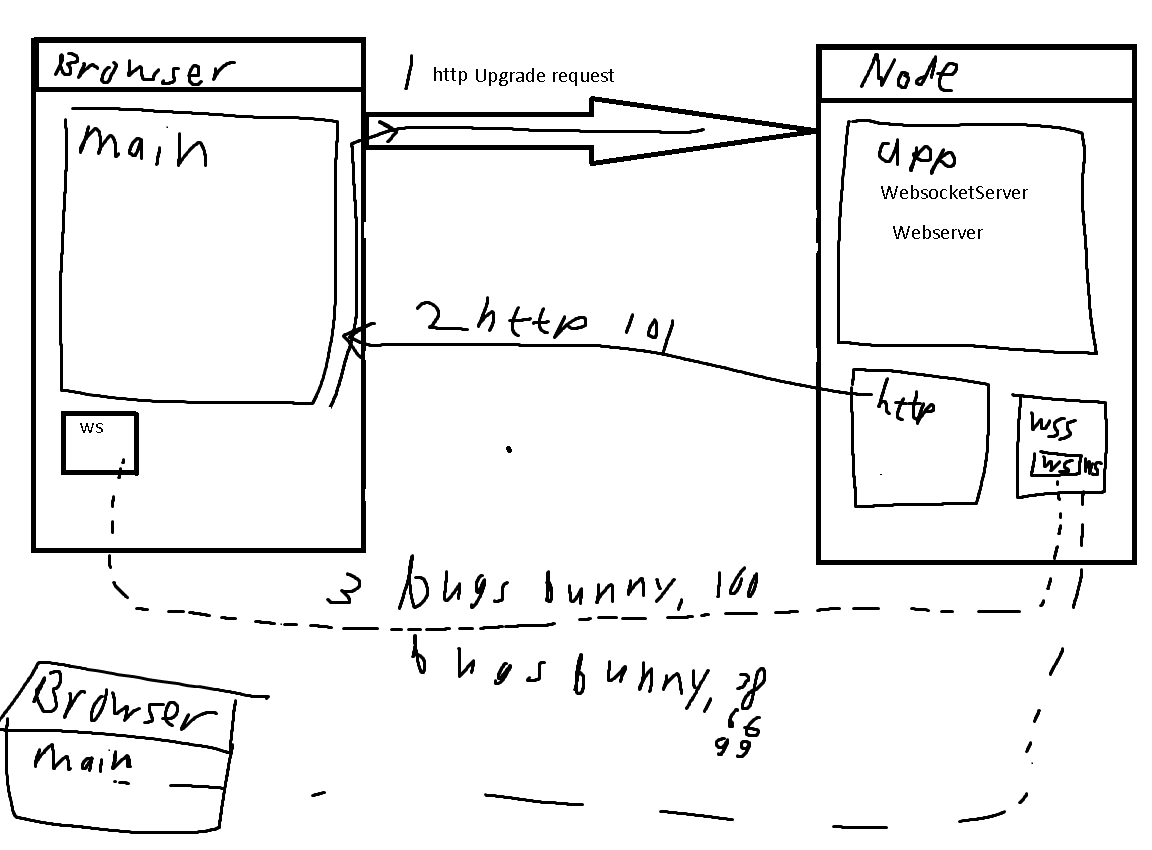 Browser
1 http Upgrade request
Node
main
app
WebsocketServer
Webserver
2 http 101
http
wss
ws ws
ws
3 bugs bunny, 100
bugs bunny,
66
99
Browser
main